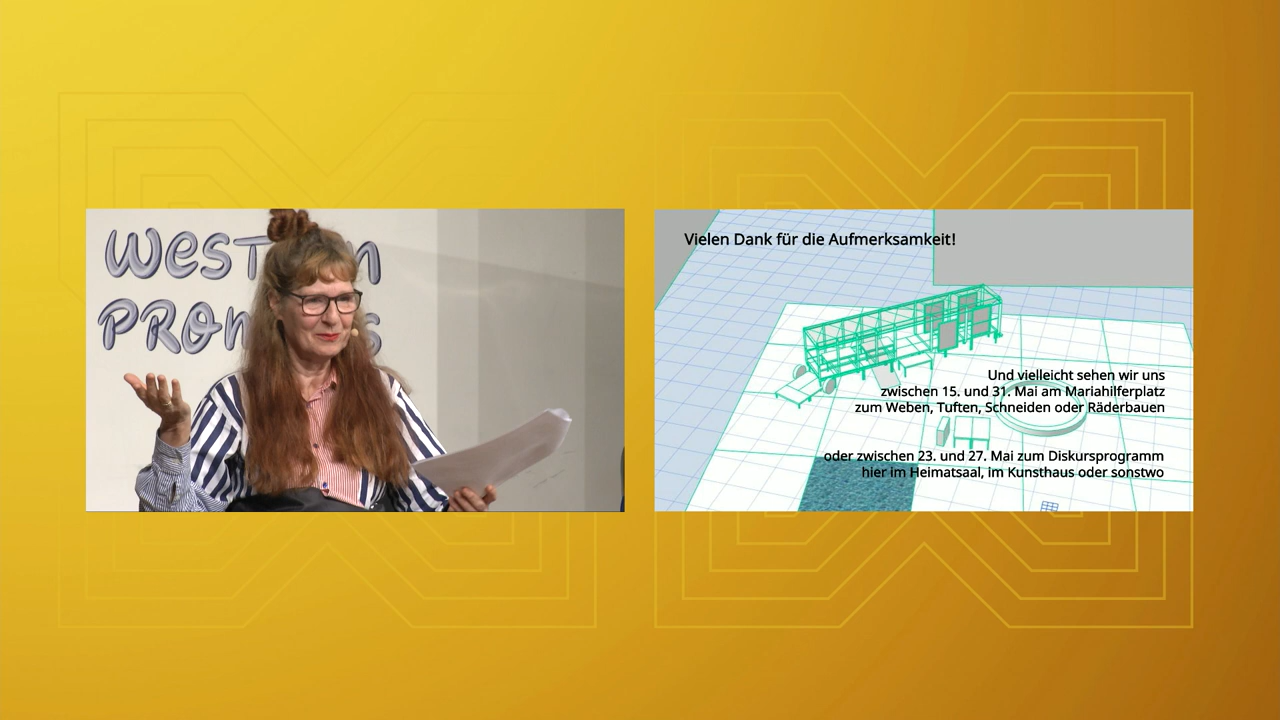 WEST
PRO
Vielen Dank für die Aufmerksamkeit!
Und vielleicht sehen wir uns
zwischen 15. und 31. Mai am Mariahilferplatz
zum Weben, Tuften, Schneiden oder Räderbauen
oder zwischen 23. und 27. Mai zum Diskursprogramm
hier im Heimatsaal, im Kunsthaus oder sonstwo